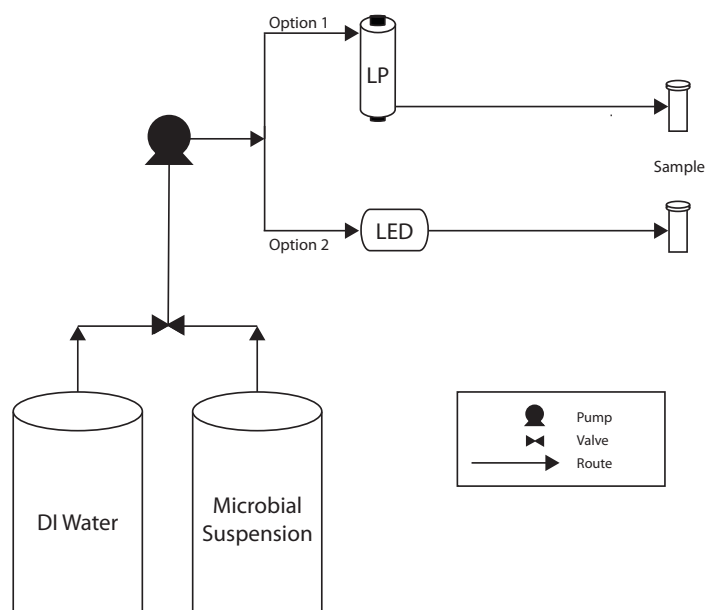 Option 1
LP
Sample
Option 2
LED
DI Water
Microbial
Suspension
Pump
Valve
Route